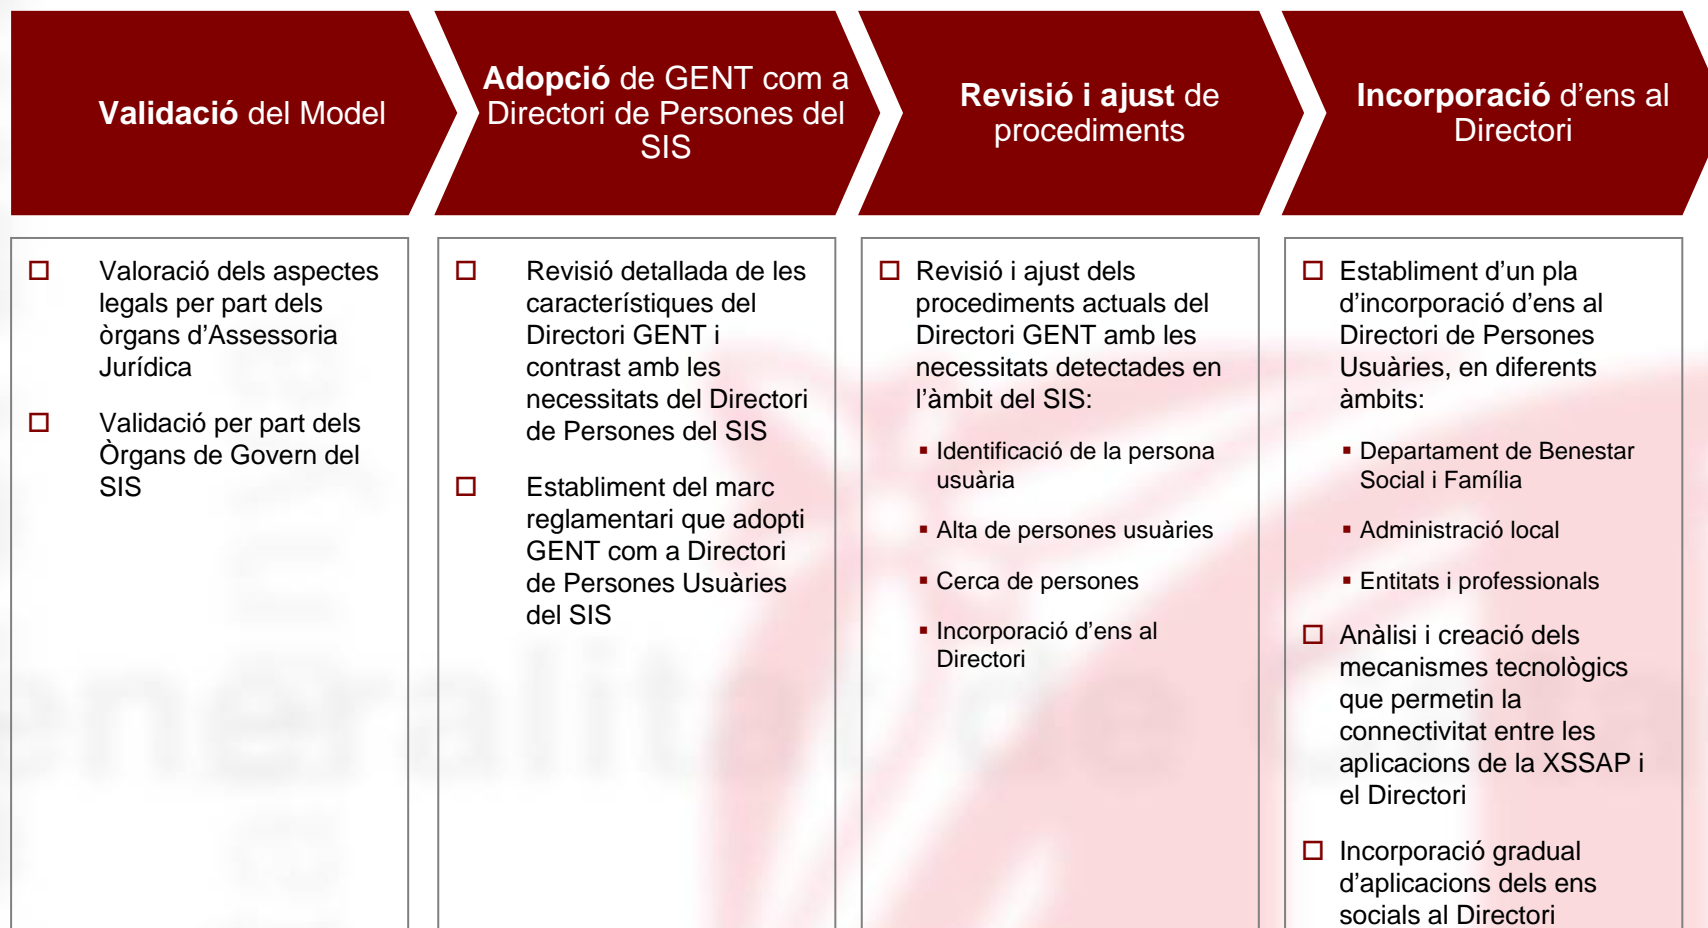 Validació del Model
Adopció de GENT com a
Directori de Persones del
SIS
Revisió i ajust de
procediments
Incorporació d’ens al
Directori
Valoració dels aspectes
legals per part dels
òrgans d’Assessoria
Jurídica
Validació per part dels
Òrgans de Govern del
SIS
Revisió detallada de les
característiques del
Directori GENT i
contrast amb les
necessitats del Directori
de Persones del SIS
Establiment del marc
reglamentari que adopti
GENT com a Directori
de Persones Usuàries
del SIS
Revisió i ajust dels
procediments actuals del
Directori GENT amb les
necessitats detectades en
l’àmbit del SIS:
Identificació de la persona
usuària
Alta de persones usuàries
Cerca de persones
Incorporació d’ens al
Directori
Establiment d’un pla
d’incorporació d’ens al
Directori de Persones
Usuàries, en diferents
àmbits:
Departament de Benestar
Social i Família
Administració local
Entitats i professionals
Anàlisi i creació dels
mecanismes tecnològics
que permetin la
connectivitat entre les
aplicacions de la XSSAP i
el Directori
Incorporació gradual
d’aplicacions dels ens
socials al Directori